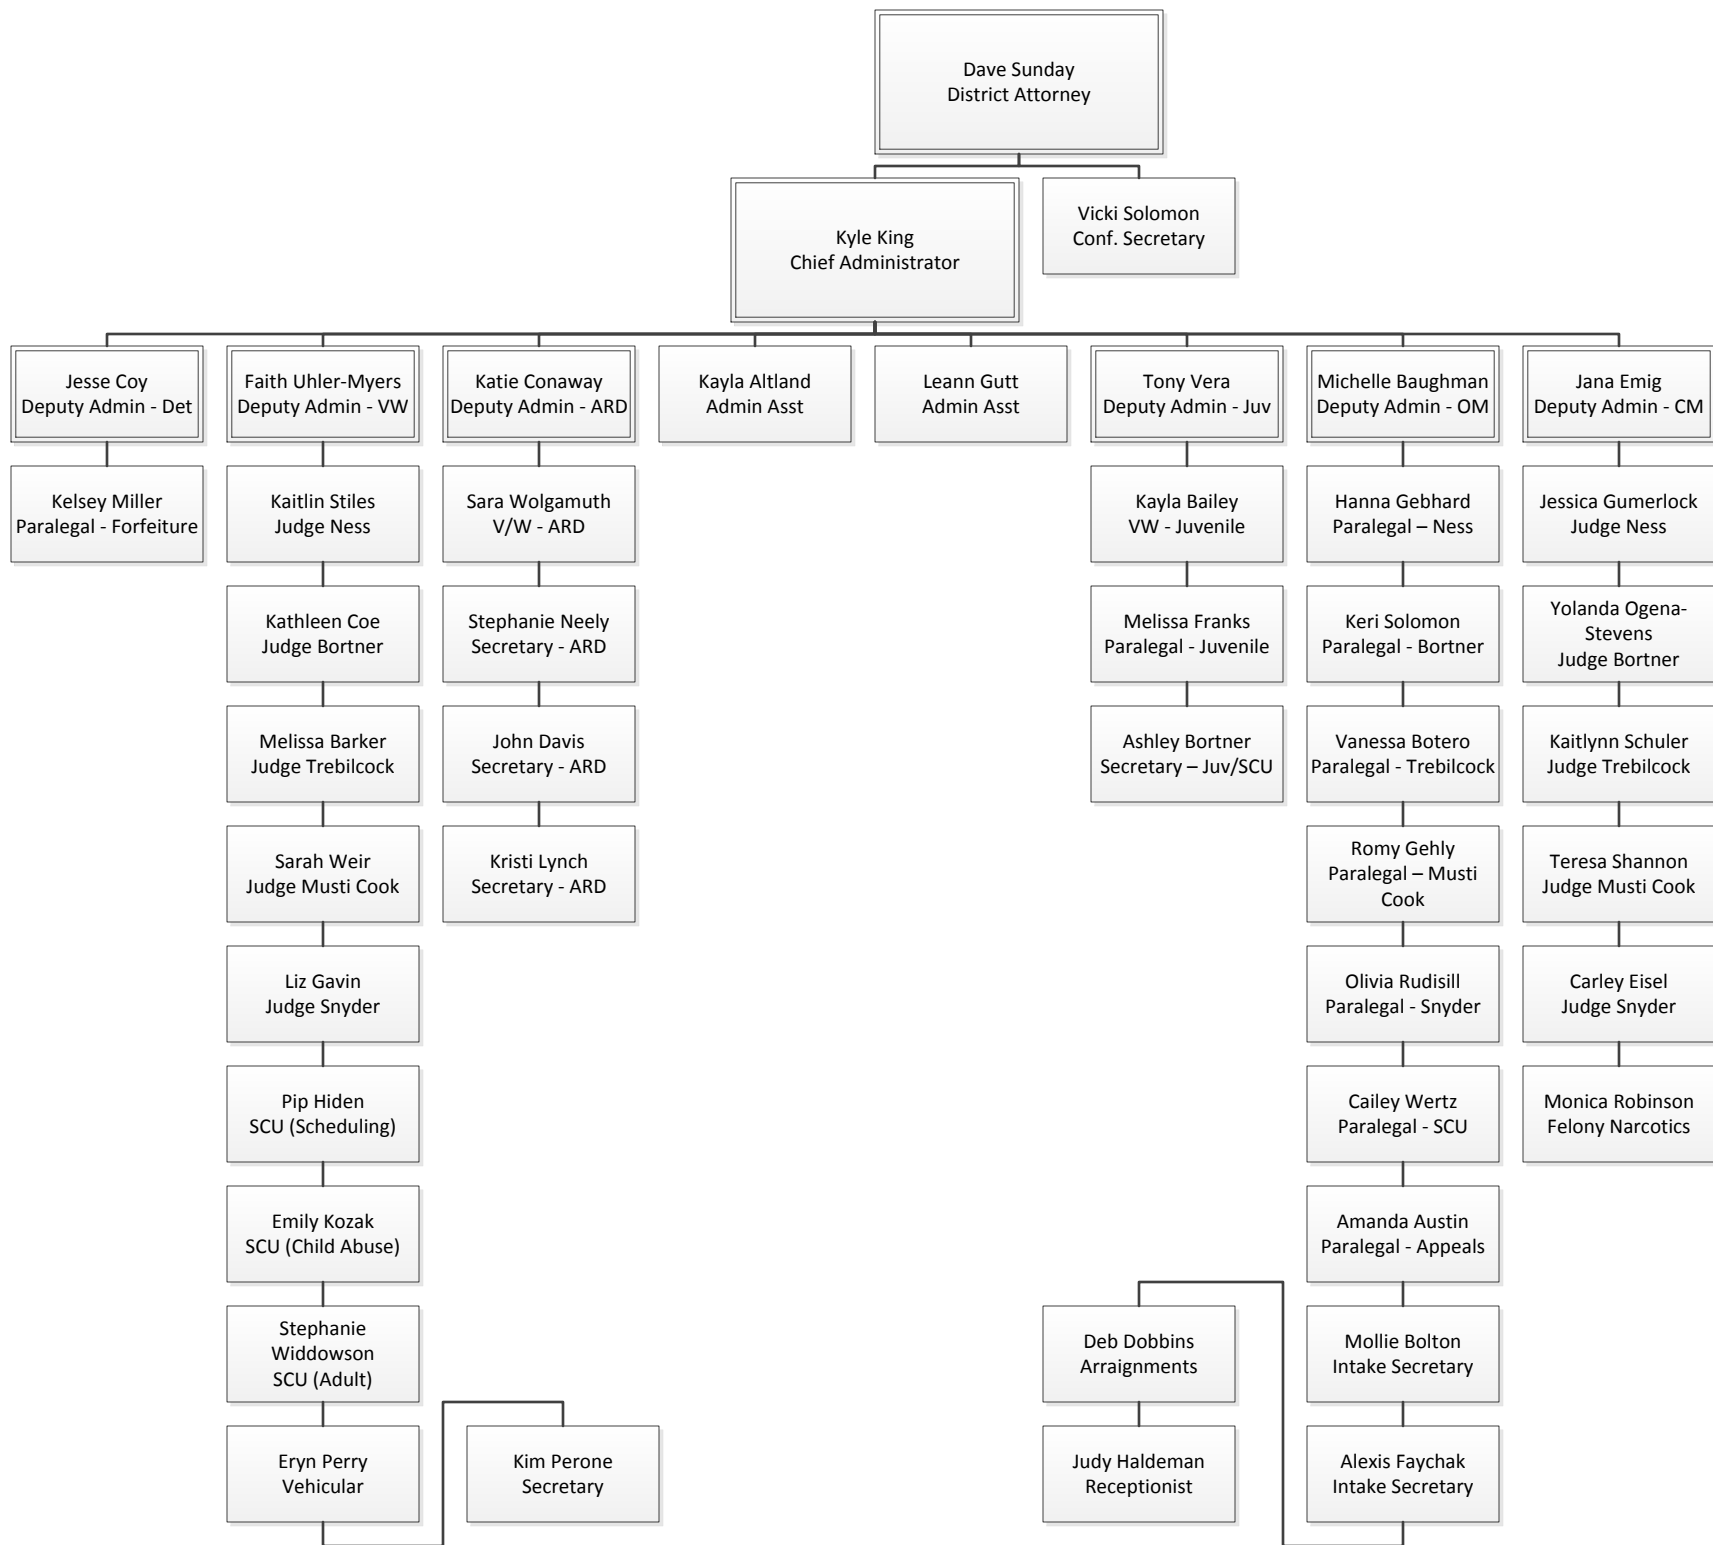 Dave Sunday
District Attorney
Kyle King
Chief Administrator
Vicki Solomon
Conf. Secretary
Jesse Coy
Deputy Admin - Det
Faith Uhler-Myers
Deputy Admin - VW
Katie Conaway
Deputy Admin - ARD
Kayla Altland
Admin Asst
Leann Gutt
Admin Asst
Tony Vera
Deputy Admin - Juv
Michelle Baughman
Deputy Admin - OM
Jana Emig
Deputy Admin - CM
Kelsey Miller
Paralegal - Forfeiture
Kaitlin Stiles
Judge Ness
Sara Wolgamuth
V/W - ARD
Kayla Bailey
VW - Juvenile
Hanna Gebhard
Paralegal – Ness
Jessica Gumerlock
Judge Ness
Kathleen Coe
Judge Bortner
Stephanie Neely
Secretary - ARD
Melissa Franks
Paralegal - Juvenile
Keri Solomon
Paralegal - Bortner
Yolanda Ogena-
Stevens
Judge Bortner
Melissa Barker
Judge Trebilcock
John Davis
Secretary - ARD
Ashley Bortner
Secretary – Juv/SCU
Vanessa Botero
Paralegal - Trebilcock
Kaitlynn Schuler
Judge Trebilcock
Sarah Weir
Judge Musti Cook
Kristi Lynch
Secretary - ARD
Romy Gehly
Paralegal – Musti
Cook
Teresa Shannon
Judge Musti Cook
Liz Gavin
Judge Snyder
Olivia Rudisill
Paralegal - Snyder
Carley Eisel
Judge Snyder
Pip Hiden
SCU (Scheduling)
Cailey Wertz
Paralegal - SCU
Monica Robinson
Felony Narcotics
Emily Kozak
SCU (Child Abuse)
Amanda Austin
Paralegal - Appeals
Stephanie
Widdowson
SCU (Adult)
Deb Dobbins
Arraignments
Mollie Bolton
Intake Secretary
Eryn Perry
Vehicular
Kim Perone
Secretary
Judy Haldeman
Receptionist
Alexis Faychak
Intake Secretary